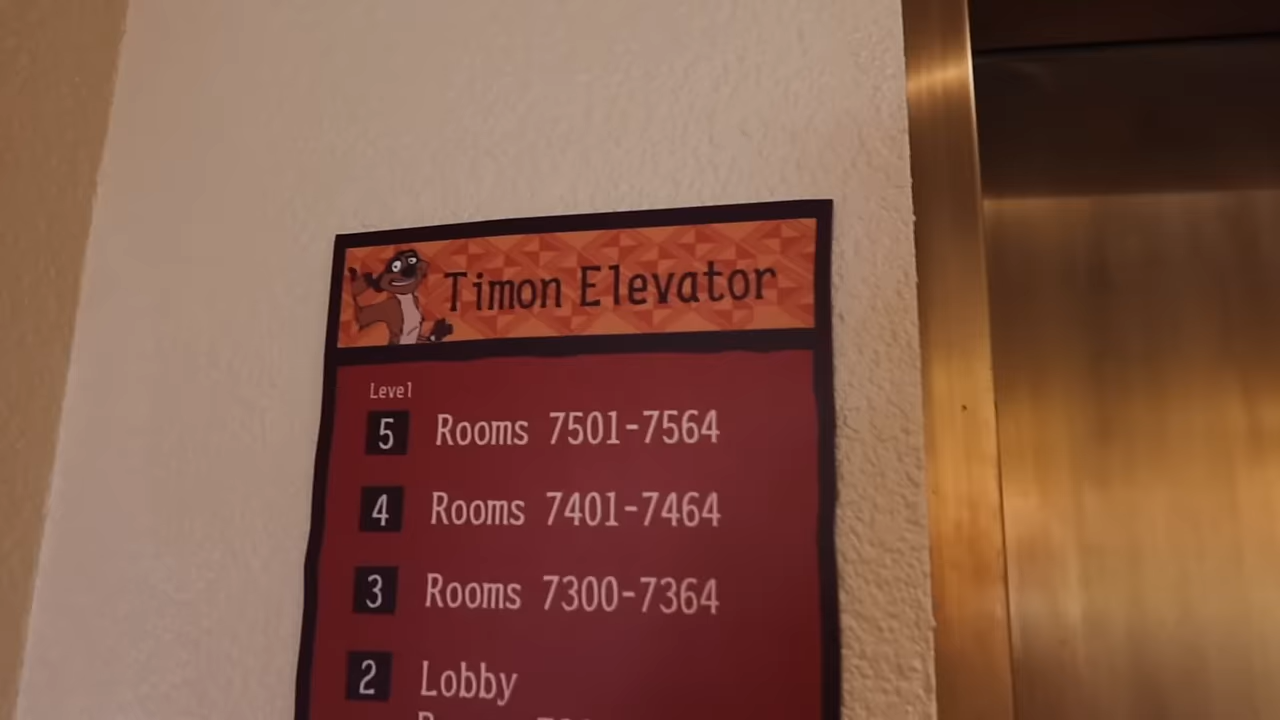 Timon Elevator
Level
5 Rooms 7501-7564
4 Rooms 7401-7464
3 Rooms 7300-7364
2 Lobby